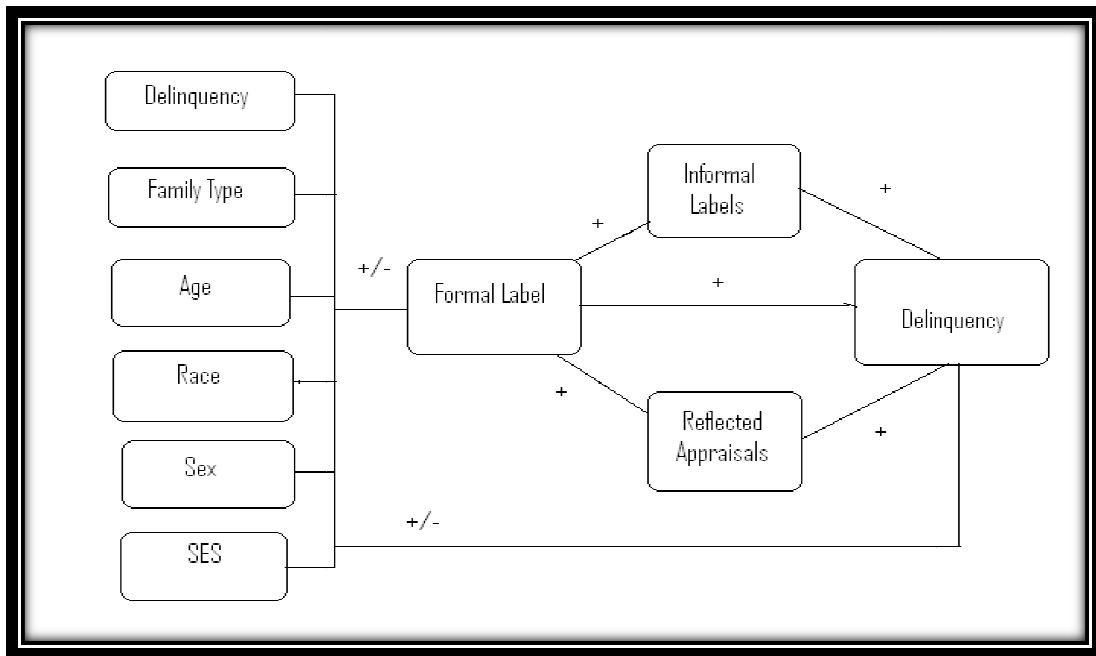 Delinquency
Family Type
Age
Race
Sex
SES
+/-
Formal Label
+
Informal
Labels
+
+
+
Reflected
Appraisals
+
Delinquency
+/-